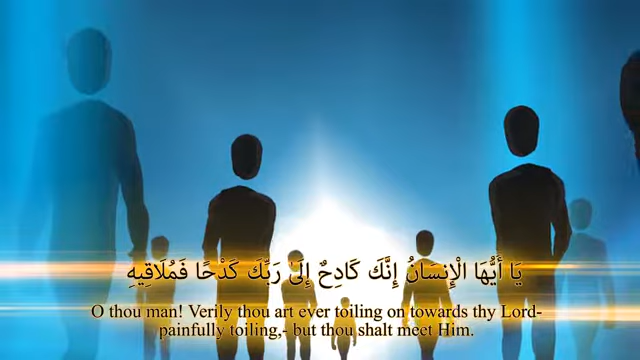 يَا أَيُّهَا الْإِنسَانُ إِنَّكَ كَادِحٌ إِلَىٰ رَبِّكَ كَدْحًا فَمُلَاقِيهِ
O thou man! Verily thou art ever toiling on towards thy Lord-
painfully toiling,- but thou shalt meet Him.